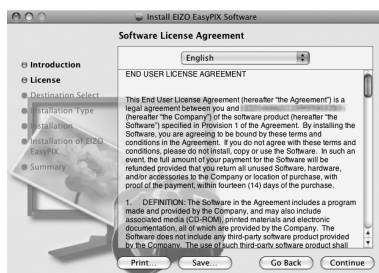 Install EIZO EasyPIX Software
Software License Agreement
Introduction
License
Destination Select
Installation Type
Installation
Installation of EIZO
EasyPIX
Summary
English
END USER LICENSE AGREEMENT
This End User License Agreement (hereafter "the Agreement") is a
legal agreement between you and
(hereafter "the Company") of the software product (hereafter "the
Software") specified in Provision 1 of the Agreement. By installing the
Software, you are agreeing to be bound by these terms and
conditions in the Agreement. If you do not agree with these terms and
conditions, please do not install, copy or use the Software. In such an
event, the full amount of your payment for the Software will be
refunded provided that you return all unused Software, hardware,
and/or accessories to the Company or location of purchase, with
proof of the payment, within fourteen (14) days of the purchase.
1. DEFINITION: The Software in the Agreement includes a program
made and provided by the Company, and may also include
associated media (CD-ROM), printed materials and electronic
documentation, all of which are provided by the Company. The
Software does not include any third-party software product provided
by the Company. The use of such third-party software product shall
Print... Save... Go Back Continue